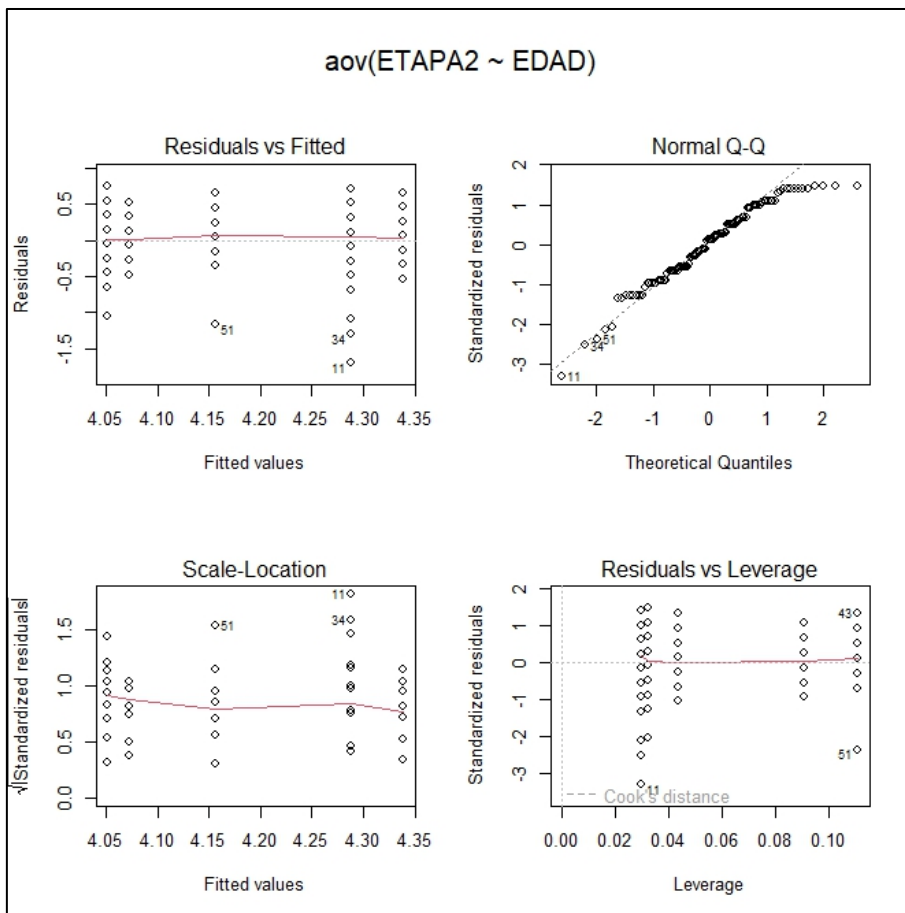 aov(ETAPA2 ~ EDAD)
Residuals vs Fitted
Residuals
0.5
-0.5
-1.5
51
34
11
4.05 4.10 4.15 4.20 4.25 4.30 4.35
Fitted values
Normal Q-Q
Standardized residuals
2
1
0
-1
-2
-3
51
34
11
-2 -1 0 1 2
Theoretical Quantiles
Scale-Location
√|Standardized residuals|
1.5
1.0
0.5
0.0
11
51
34
4.05 4.10 4.15 4.20 4.25 4.30 4.35
Fitted values
Residuals vs Leverage
Standardized residuals
2
1
0
-1
-2
-3
43
51
11
Cook's distance
0.00 0.02 0.04 0.06 0.08 0.10
Leverage